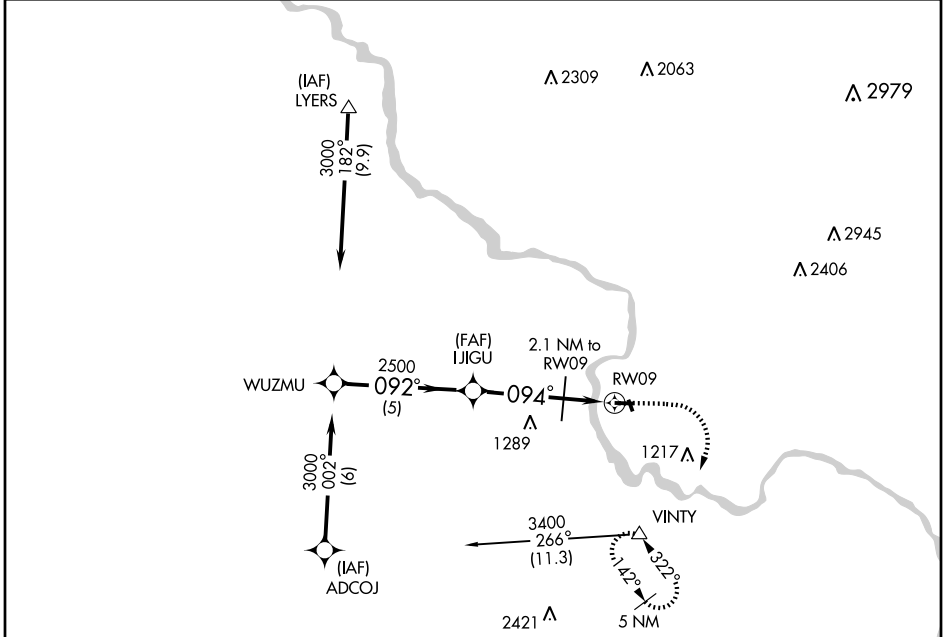 (IAF)
LYERS
3000
182°
(9.9)
2309
2063
2979
2945
2406
(FAF)
IJIGU
2.1 NM to
RW09
RW09
WUZMU
2500
092°
(5)
094°
1289
1217
3000
002°
(6)
(IAF)
ADCOJ
3400
266°
(11.3)
VINTY
142°
322°
5 NM
2421